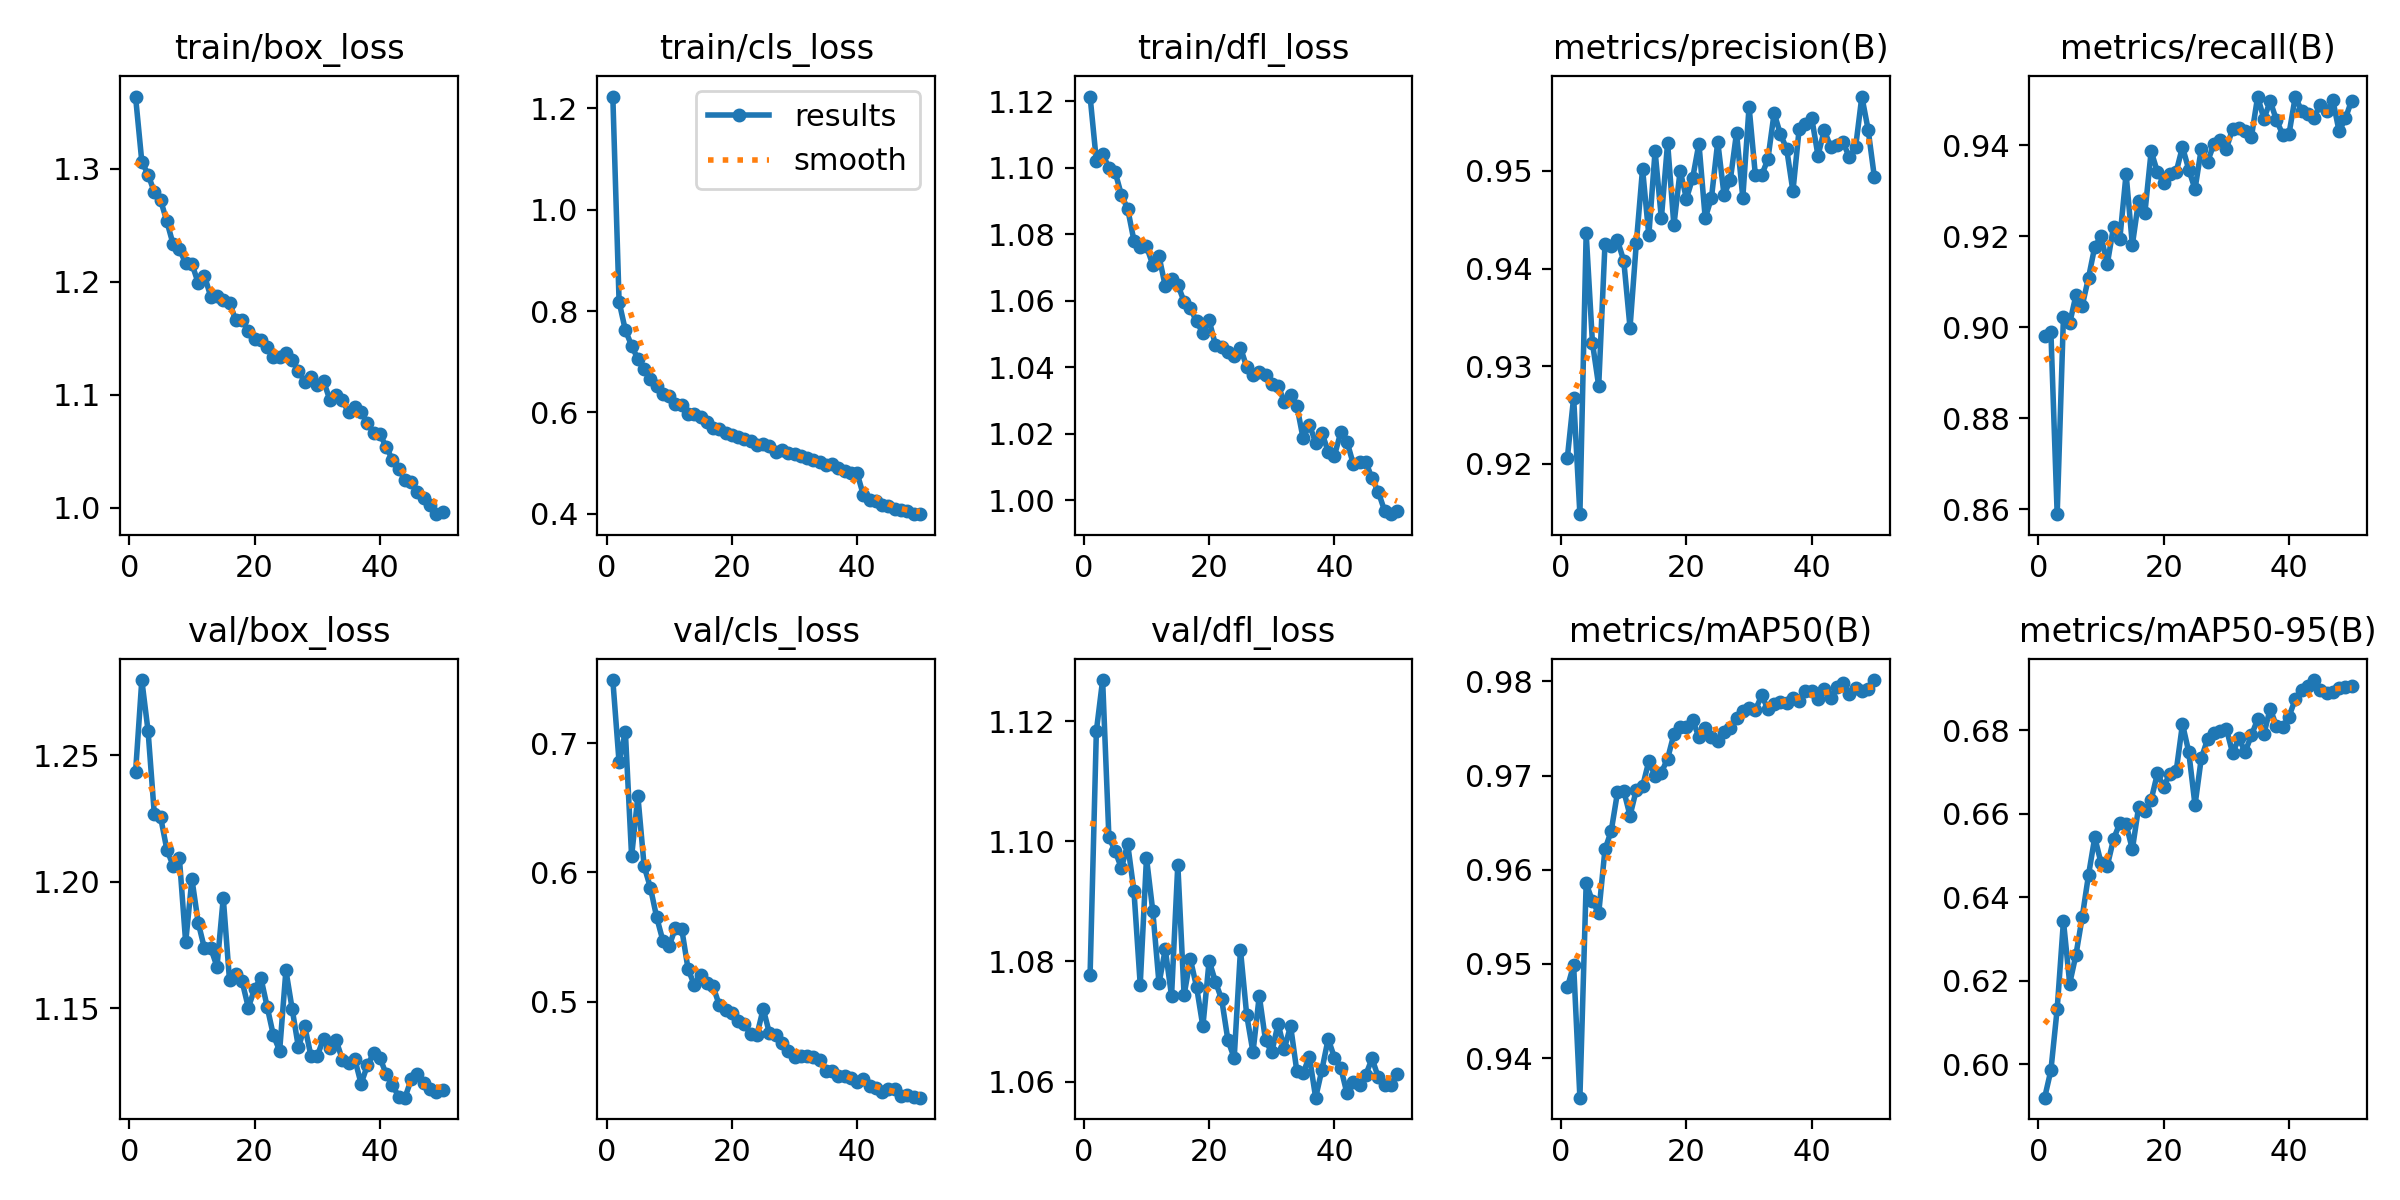 train/box_loss
1.3
1.2
1.1
1.0
0 20 40
train/cls_loss
results
smooth
1.2
1.0
0.8
0.6
0.4
0 20 40
train/dfl_loss
1.12
1.10
1.08
1.06
1.04
1.02
1.00
0 20 40
metrics/precision(B)
0.95
0.94
0.93
0.92
0 20 40
metrics/recall(B)
0.94
0.92
0.90
0.88
0.86
0 20 40
val/box_loss
1.25
1.20
1.15
0 20 40
val/cls_loss
0.7
0.6
0.5
0 20 40
val/dfl_loss
1.12
1.10
1.08
1.06
0 20 40
metrics/mAP50(B)
0.98
0.97
0.96
0.95
0.94
0 20 40
metrics/mAP50-95(B)
0.68
0.66
0.64
0.62
0.60
0 20 40